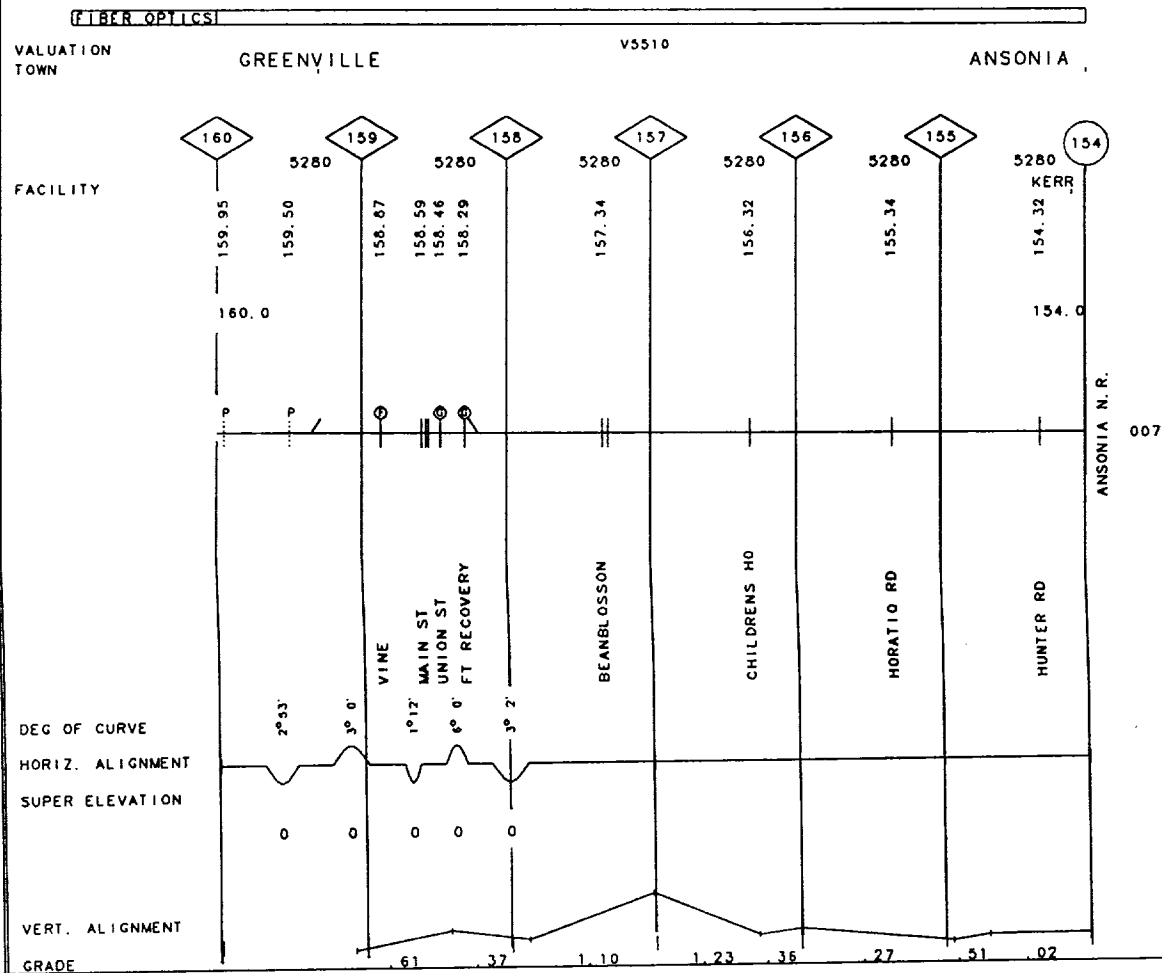 FIBER OPTICS
VALUATION V5510
TOWN GREENVILLE ANSONIA
160 159 158 157 156 155 154
5280 5280 5280 5280 5280 5280
FACILITY KERR
159.95 159.50 158.87 158.59 158.46 158.29 157.34 156.32 155.34 154.32
160.0 154.0
P P F G G
ANSONIA N.R. 007
VINE MAIN ST UNION ST FT RECOVERY BEANBLOSSON CHILDRENS HO HORATIO RD HUNTER RD
DEG OF CURVE 2°53' 3° 0' 1°12' 6° 0' 3° 2'
HORIZ. ALIGNMENT
SUPER ELEVATION
0 0 0 0 0
VERT. ALIGNMENT
GRADE .61 .37 1.10 1.23 .36 .27 .51 .02